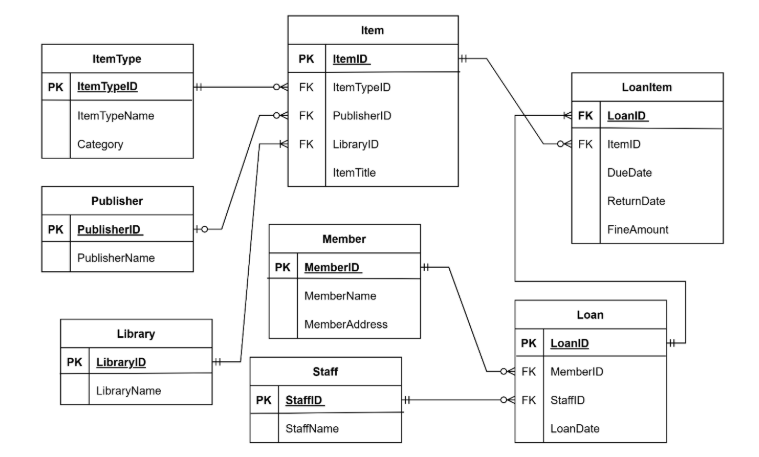 Item
PK ItemID
FK ItemTypeID
FK PublisherID
FK LibraryID
ItemTitle
ItemType
PK ItemTypeID
ItemTypeName
Category
LoanItem
FK LoanID
FK ItemID
DueDate
ReturnDate
FineAmount
Publisher
PK PublisherID
PublisherName
Member
PK MemberID
MemberName
MemberAddress
Library
PK LibraryID
LibraryName
Loan
PK LoanID
FK MemberID
FK StaffID
LoanDate
Staff
PK StaffID
StaffName